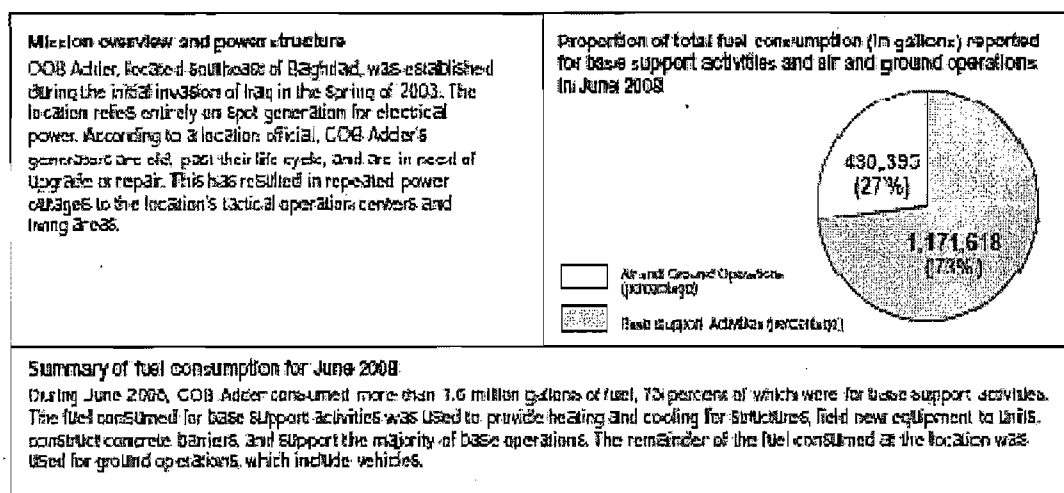 Mission overview and power structure
COB Adder, located southeast of Baghdad, was established
during the initial invasion of Iraq in the Spring of 2003. The
location relies entirely on spot generation for electrical
power. According to a location official, COB Adder's
generators are old, past their life cycle, and are in need of
upgrade or repair. This has resulted in repeated power
outages to the location's tactical operation centers and
living areas.
Proportion of total fuel consumption (in gallons) reported
for base support activities and air and ground operations
in June 2008
430,395
(27%)
1,171,618
(73%)
Air and Ground Operations
(percentage)
Base Support Activities (percentage)
Summary of fuel consumption for June 2008
During June 2008, COB Adder consumed more than 1.6 million gallons of fuel, 73 percent of which were for base support activities.
The fuel consumed for base support activities was used to provide heating and cooling for structures, field new equipment to units,
construct concrete barriers, and support the majority of base operations. The remainder of the fuel consumed at the location was
used for ground operations, which include vehicles.